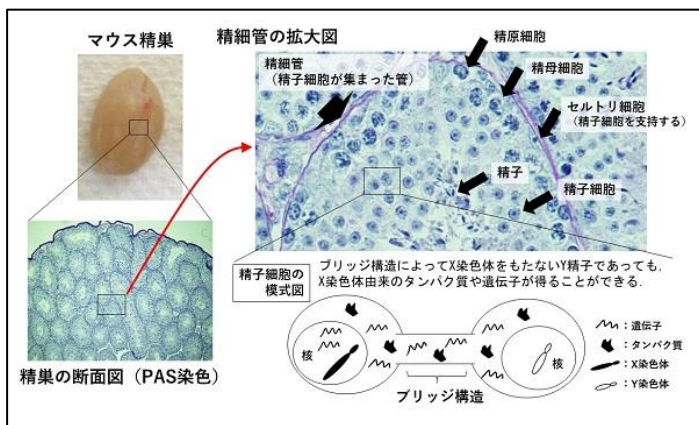 マウス精巣
精細管の拡大図
精細管
(精子細胞が集まった管)
精原細胞
精母細胞
セルトリ細胞
(精子細胞を支持する)
精子
精子細胞
精巣の断面図(PAS染色)
精子細胞の
模式図
ブリッジ構造によってX染色体をもたないY精子であっても,
X染色体由来のタンパク質や遺伝子が得ることができる.
核
核
ブリッジ構造
:遺伝子
:タンパク質
:X染色体
:Y染色体